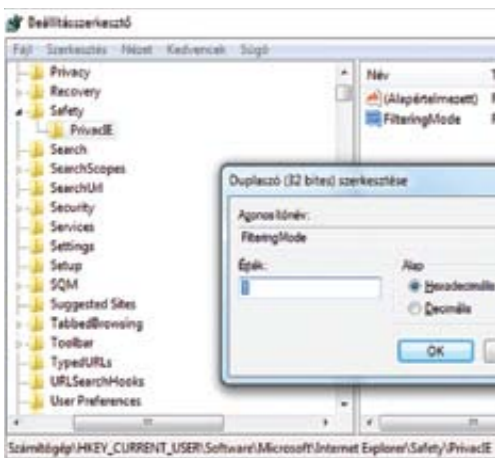 Beállításszerkesztő
Fájl Szerkesztés Nézet Kedvencek Súgó
Privacy
Recovery
Safety
PrivacIE
Search
SearchScopes
SearchUrl
Security
Services
Settings
Setup
SQM
Suggested Sites
TabbedBrowsing
Toolbar
TypedURLs
URLSearchHooks
User Preferences
Név
(Alapértelmezett)
FilteringMode
Duplaszó (32 bites) szerkesztése
Azonosítónév:
FilteringMode
Érték:
Alap
Hexadecimális
Decimális
OK
Számítógép\HKEY_CURRENT_USER\Software\Microsoft\Internet Explorer\Safety\PrivacIE